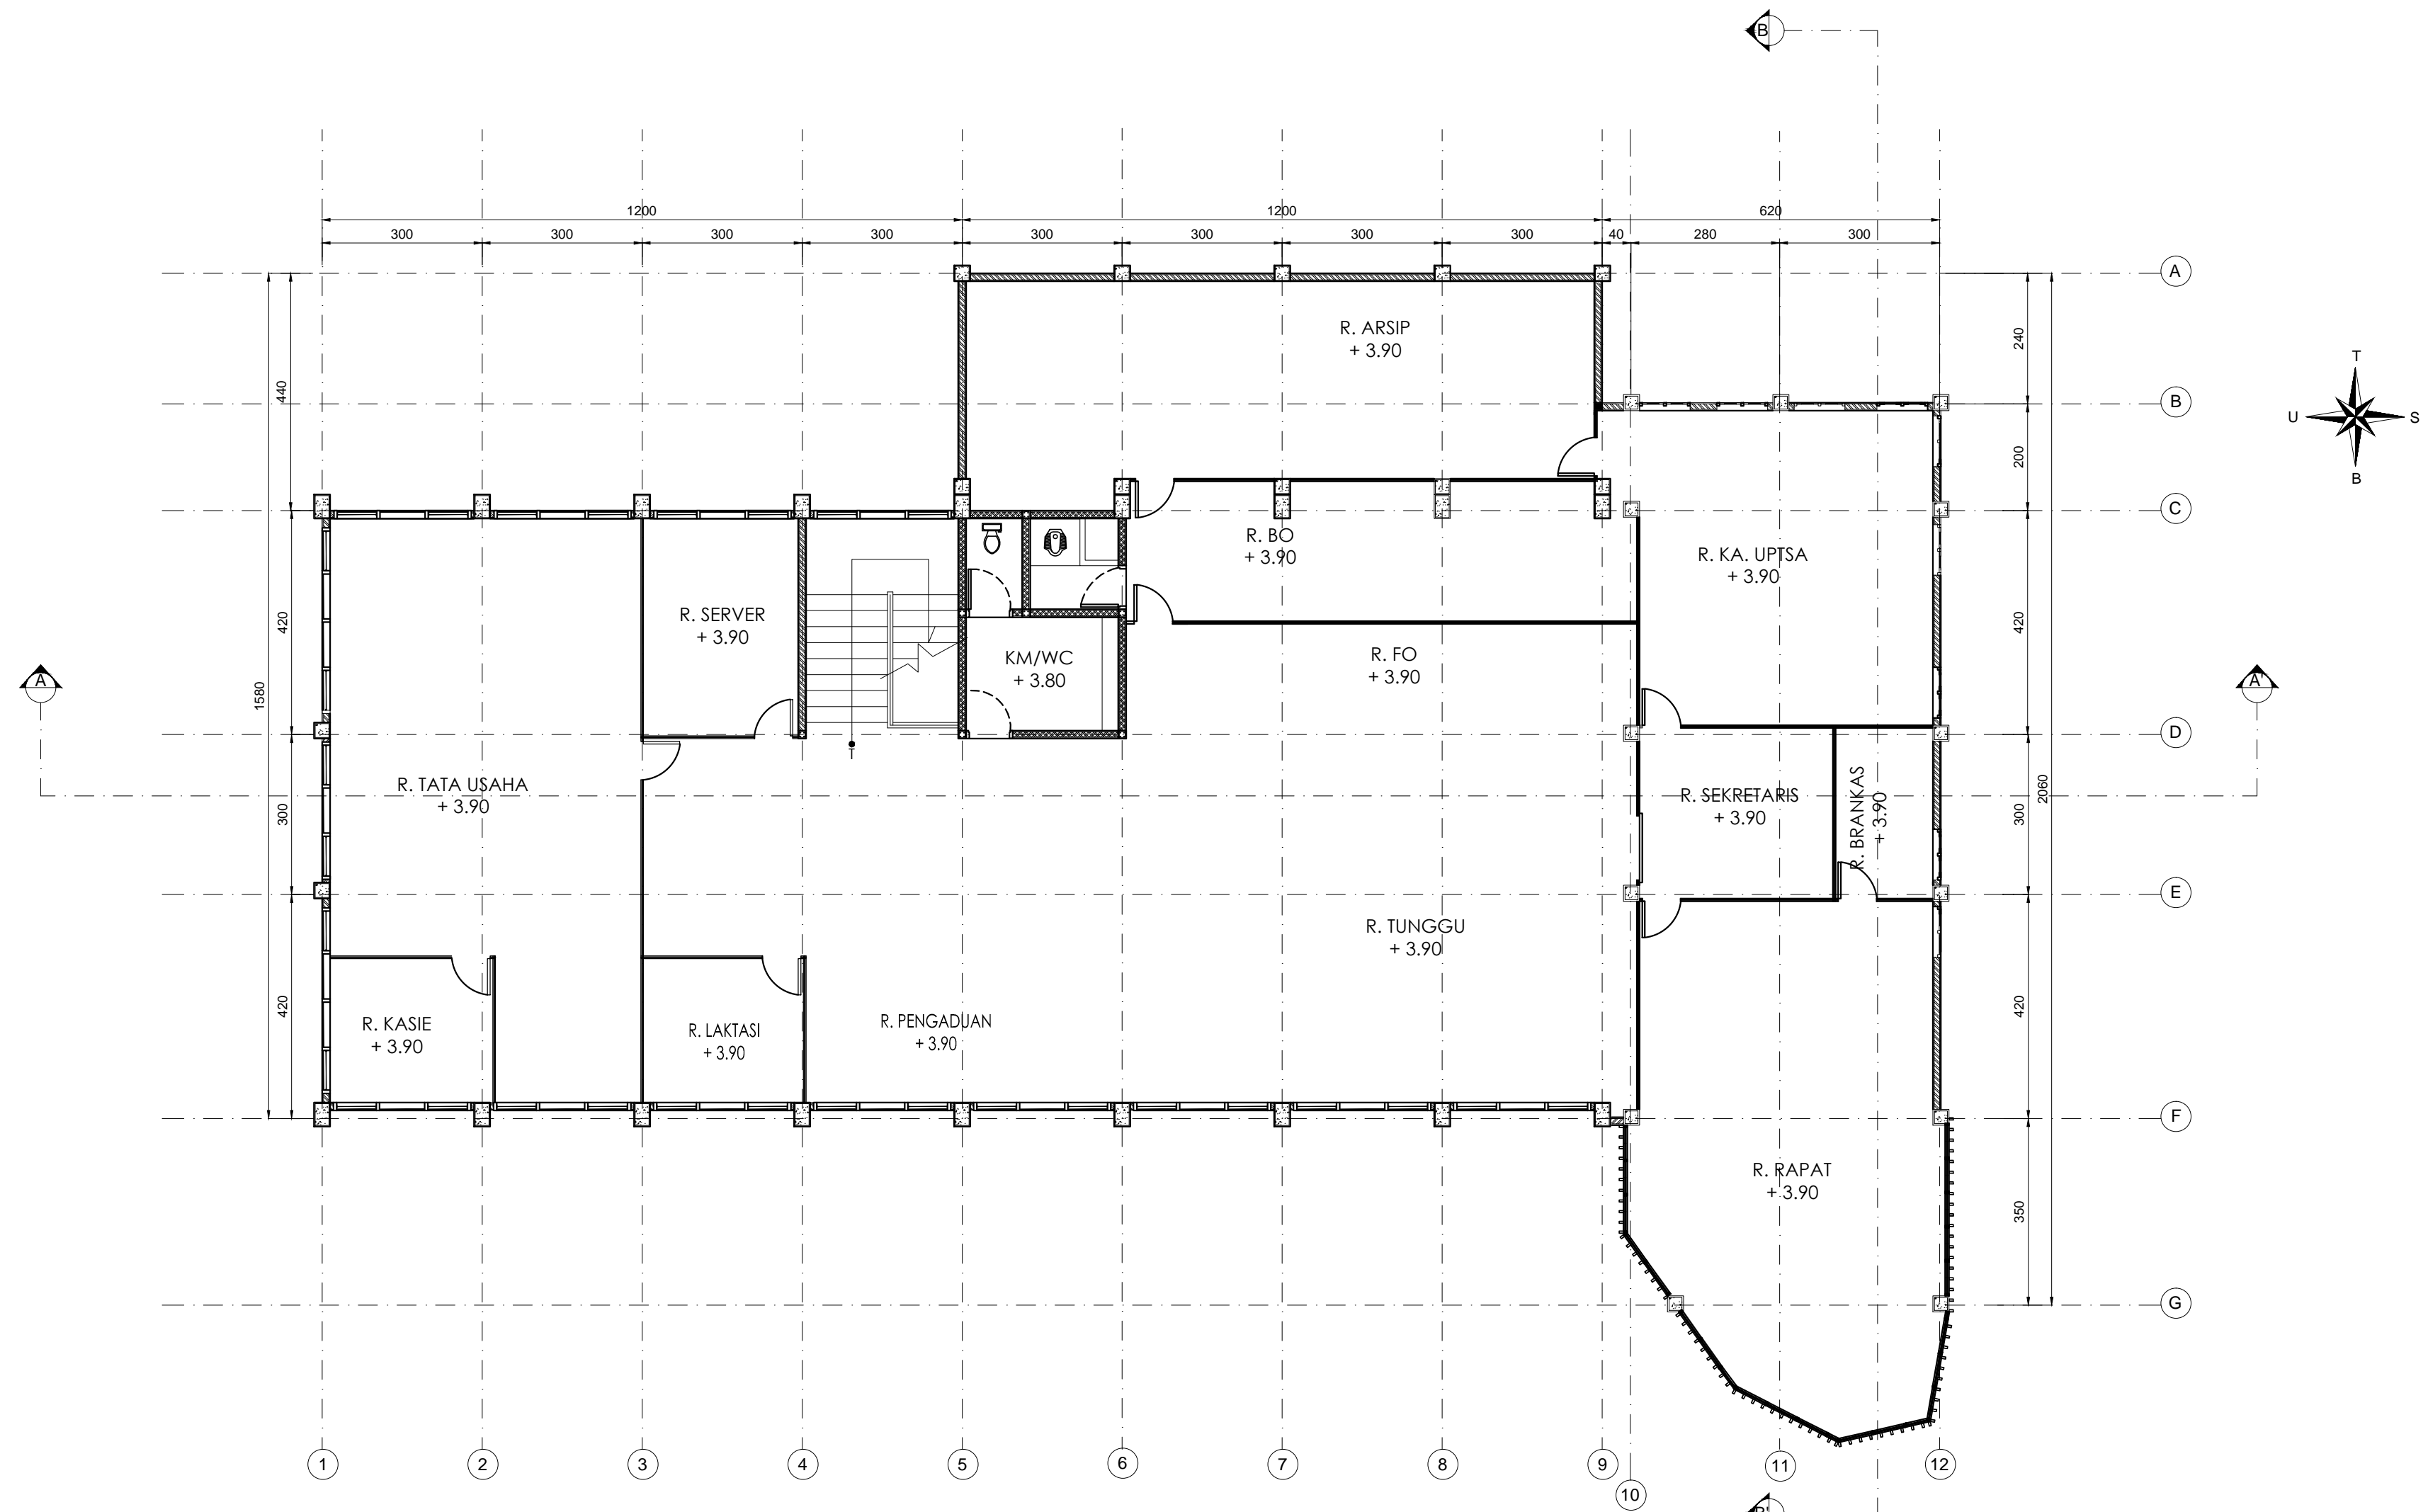 B
1200
1200
620
300
300
300
300
300
300
300
300
40
280
300
A
R. ARSIP
+ 3.90
240
440
T
B
U
S
B
200
C
R. BO
+ 3.90
R. KA. UPTSA
+ 3.90
R. SERVER
+ 3.90
420
420
KM/WC
+ 3.80
R. FO
+ 3.90
A
A'
1580
D
T
R. TATA USAHA
+ 3.90
R. SEKRETARIS
+ 3.90
R. BRANKAS
+ 3.90
300
300
2060
E
R. TUNGGU
+ 3.90
420
420
R. KASIE
+ 3.90
R. LAKTASI
+ 3.90
R. PENGADUAN
+ 3.90
F
R. RAPAT
+ 3.90
350
G
1
2
3
4
5
6
7
8
9
10
11
12
B'